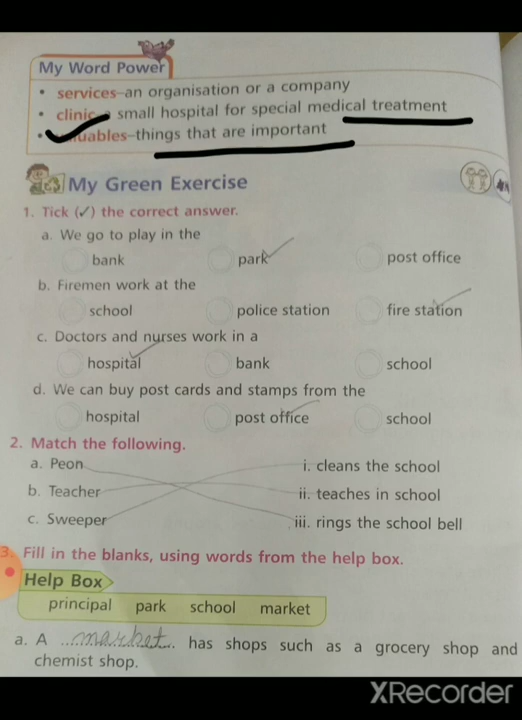 My Word Power
• services–an organisation or a company
• clinic small hospital for special medical treatment
• –things that are important
My Green Exercise
1. Tick (✓) the correct answer.
a. We go to play in the
bank park post office
b. Firemen work at the
school police station fire station
c. Doctors and nurses work in a
hospital bank school
d. We can buy post cards and stamps from the
hospital post office school
2. Match the following.
a. Peon i. cleans the school
b. Teacher ii. teaches in school
c. Sweeper iii. rings the school bell
3. Fill in the blanks, using words from the help box.
Help Box
principal park school market
a. A ...market... has shops such as a grocery shop and
chemist shop.
XRecorder